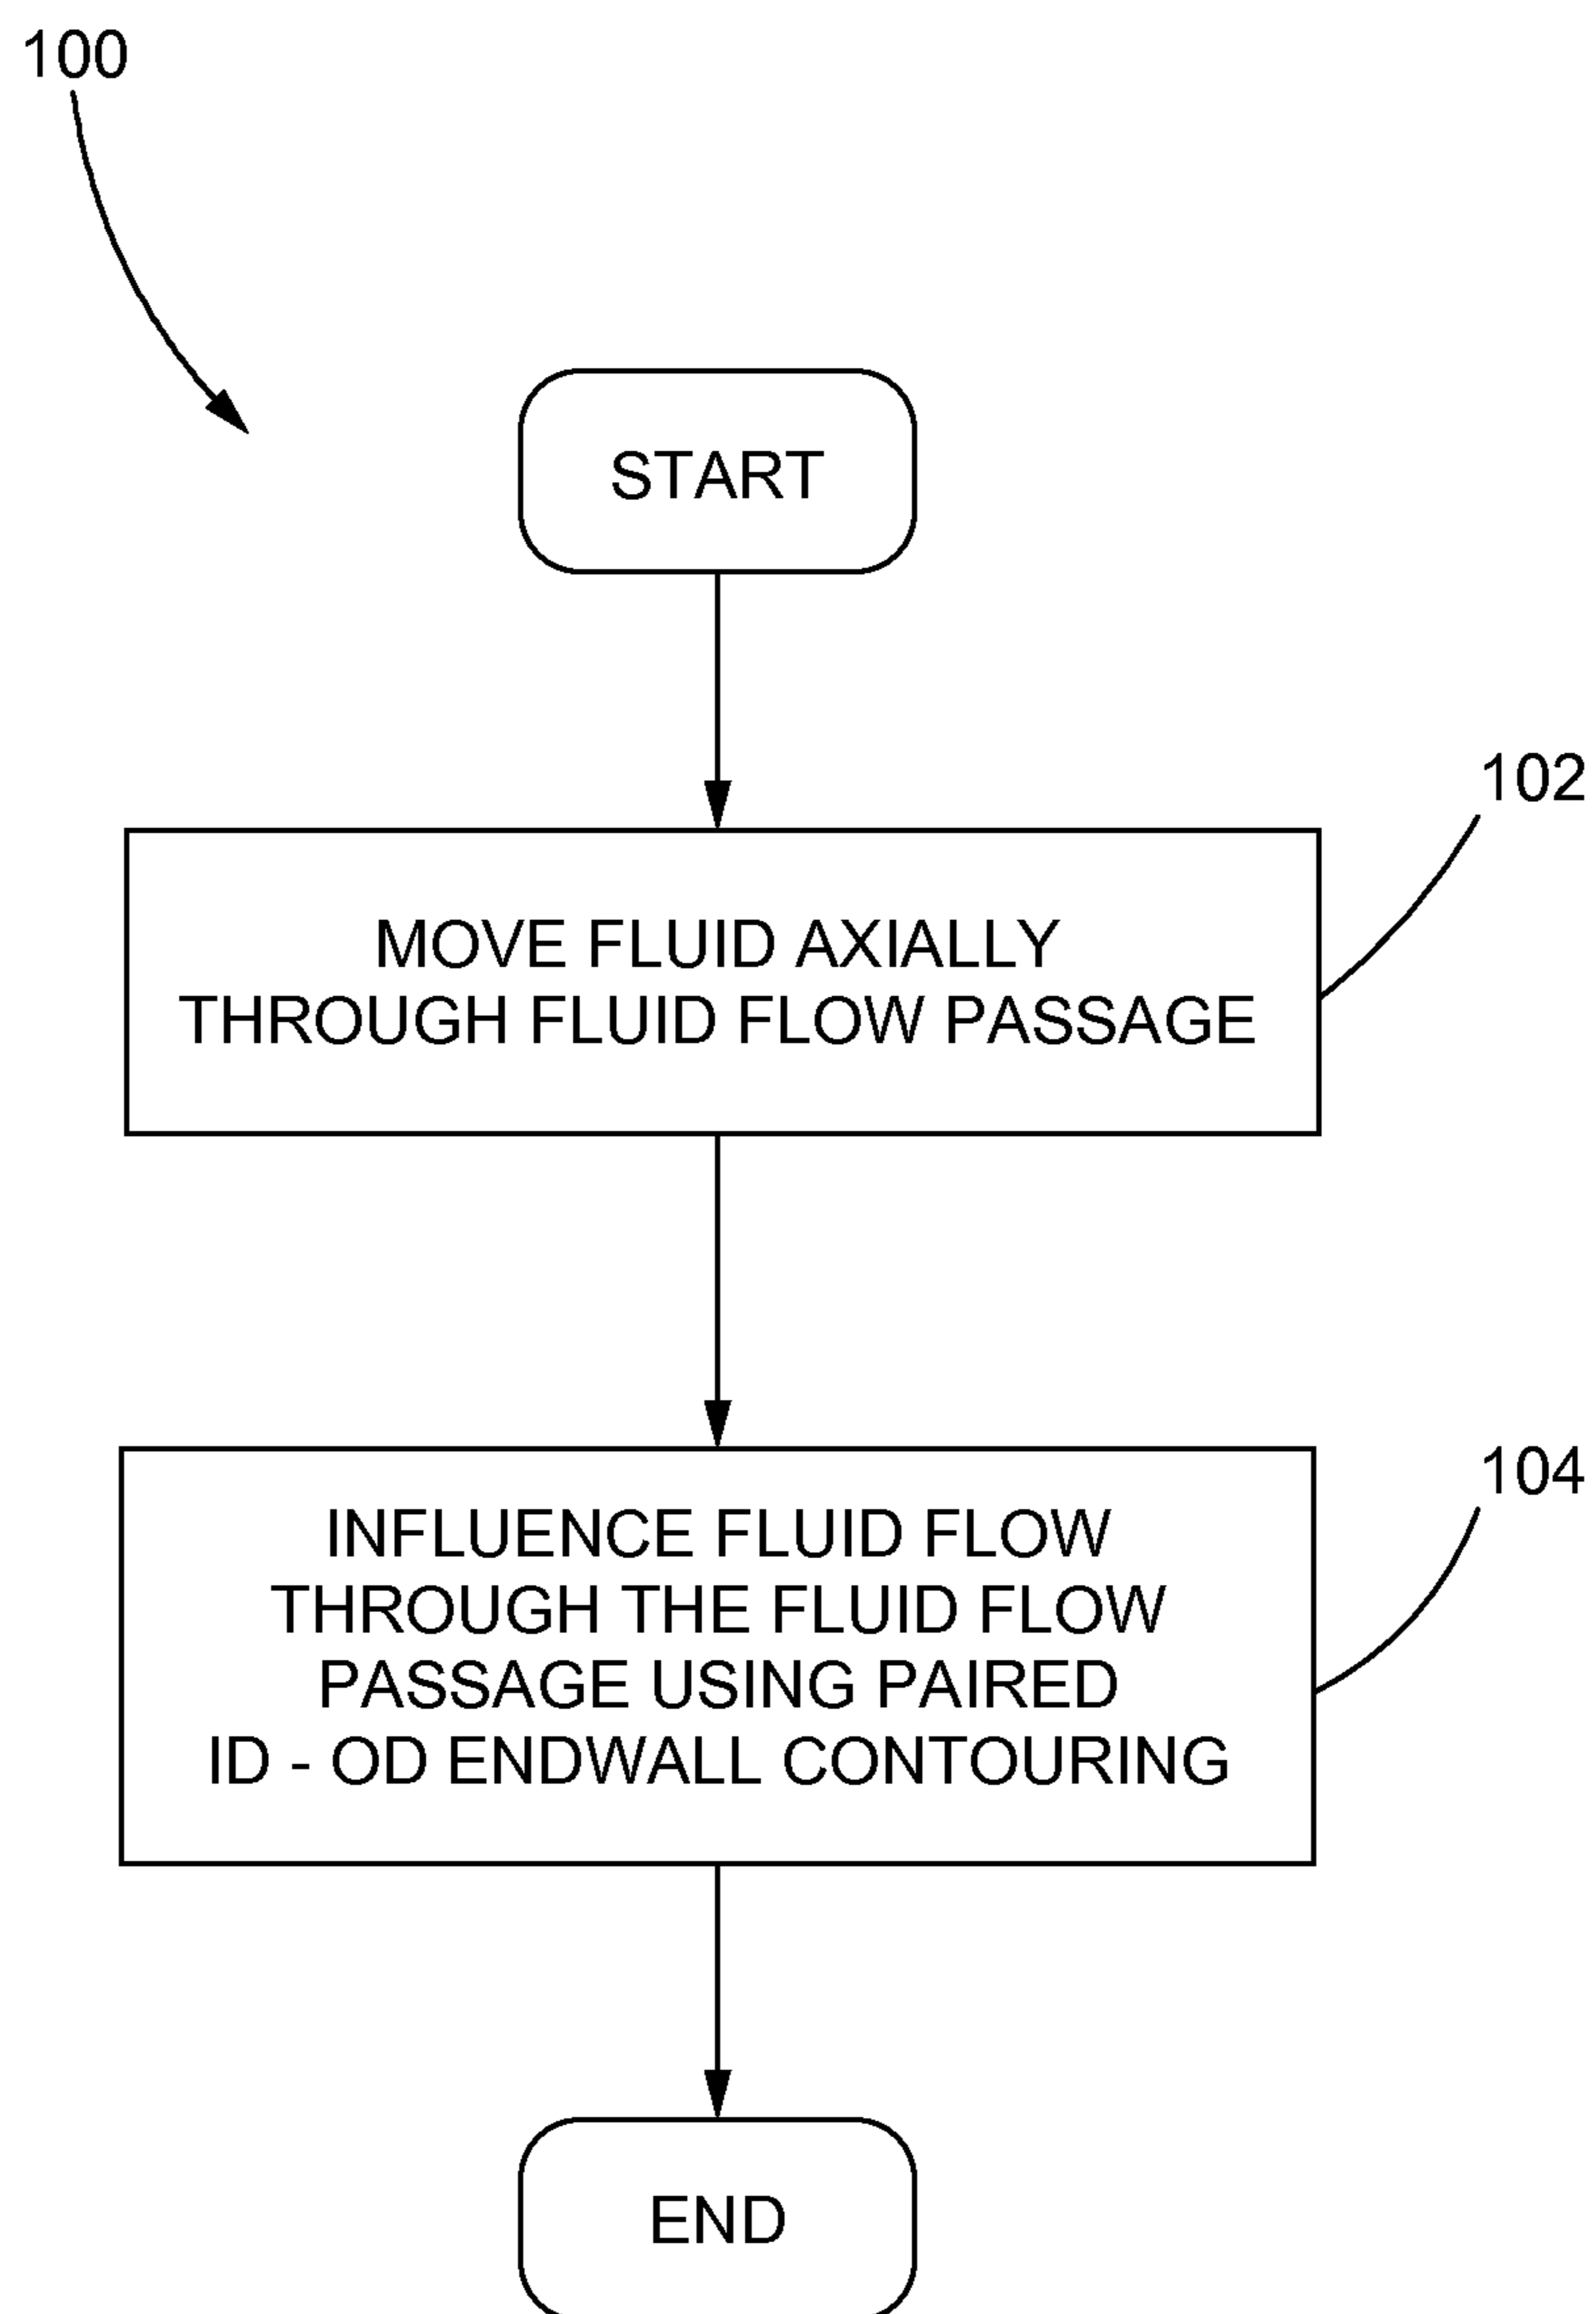 100
START
102
MOVE FLUID AXIALLY
THROUGH FLUID FLOW PASSAGE
104
INFLUENCE FLUID FLOW
THROUGH THE FLUID FLOW
PASSAGE USING PAIRED
ID - OD ENDWALL CONTOURING
END